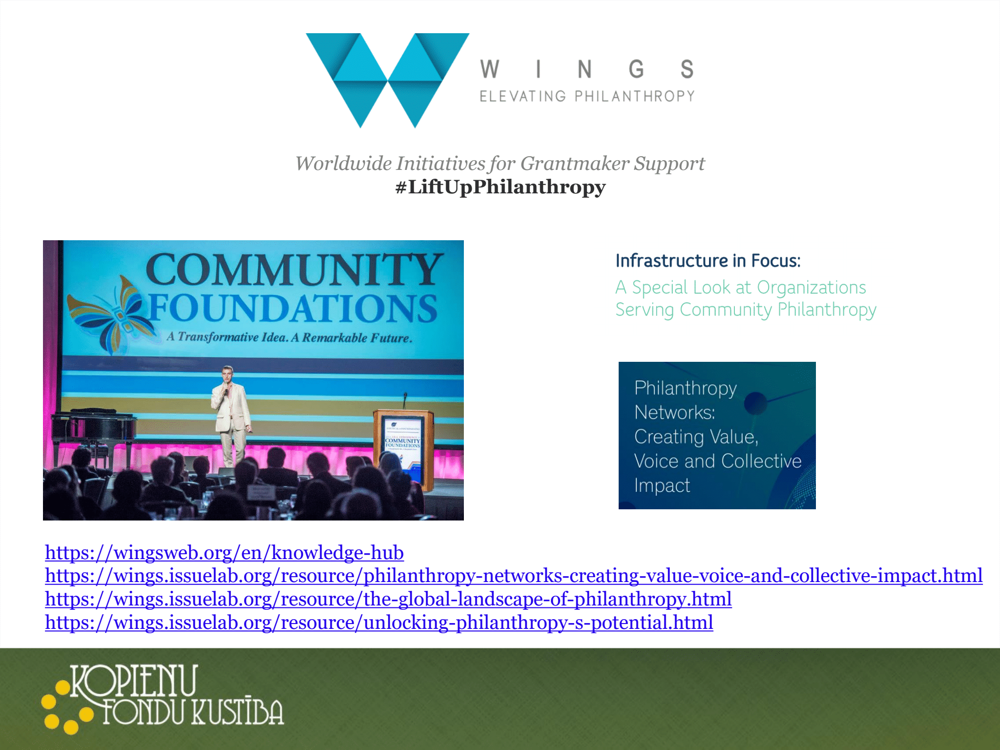 W I N G S
ELEVATING PHILANTHROPY
Worldwide Initiatives for Grantmaker Support
#LiftUpPhilanthropy
COMMUNITY
FOUNDATIONS
A Transformative Idea. A Remarkable Future.
COMMUNITY
FOUNDATIONS
Infrastructure in Focus:
A Special Look at Organizations
Serving Community Philanthropy
Philanthropy
Networks:
Creating Value,
Voice and Collective
Impact
https://wingsweb.org/en/knowledge-hub
https://wings.issuelab.org/resource/philanthropy-networks-creating-value-voice-and-collective-impact.html
https://wings.issuelab.org/resource/the-global-landscape-of-philanthropy.html
https://wings.issuelab.org/resource/unlocking-philanthropy-s-potential.html
KOPIENU
FONDU KUSTĪBA